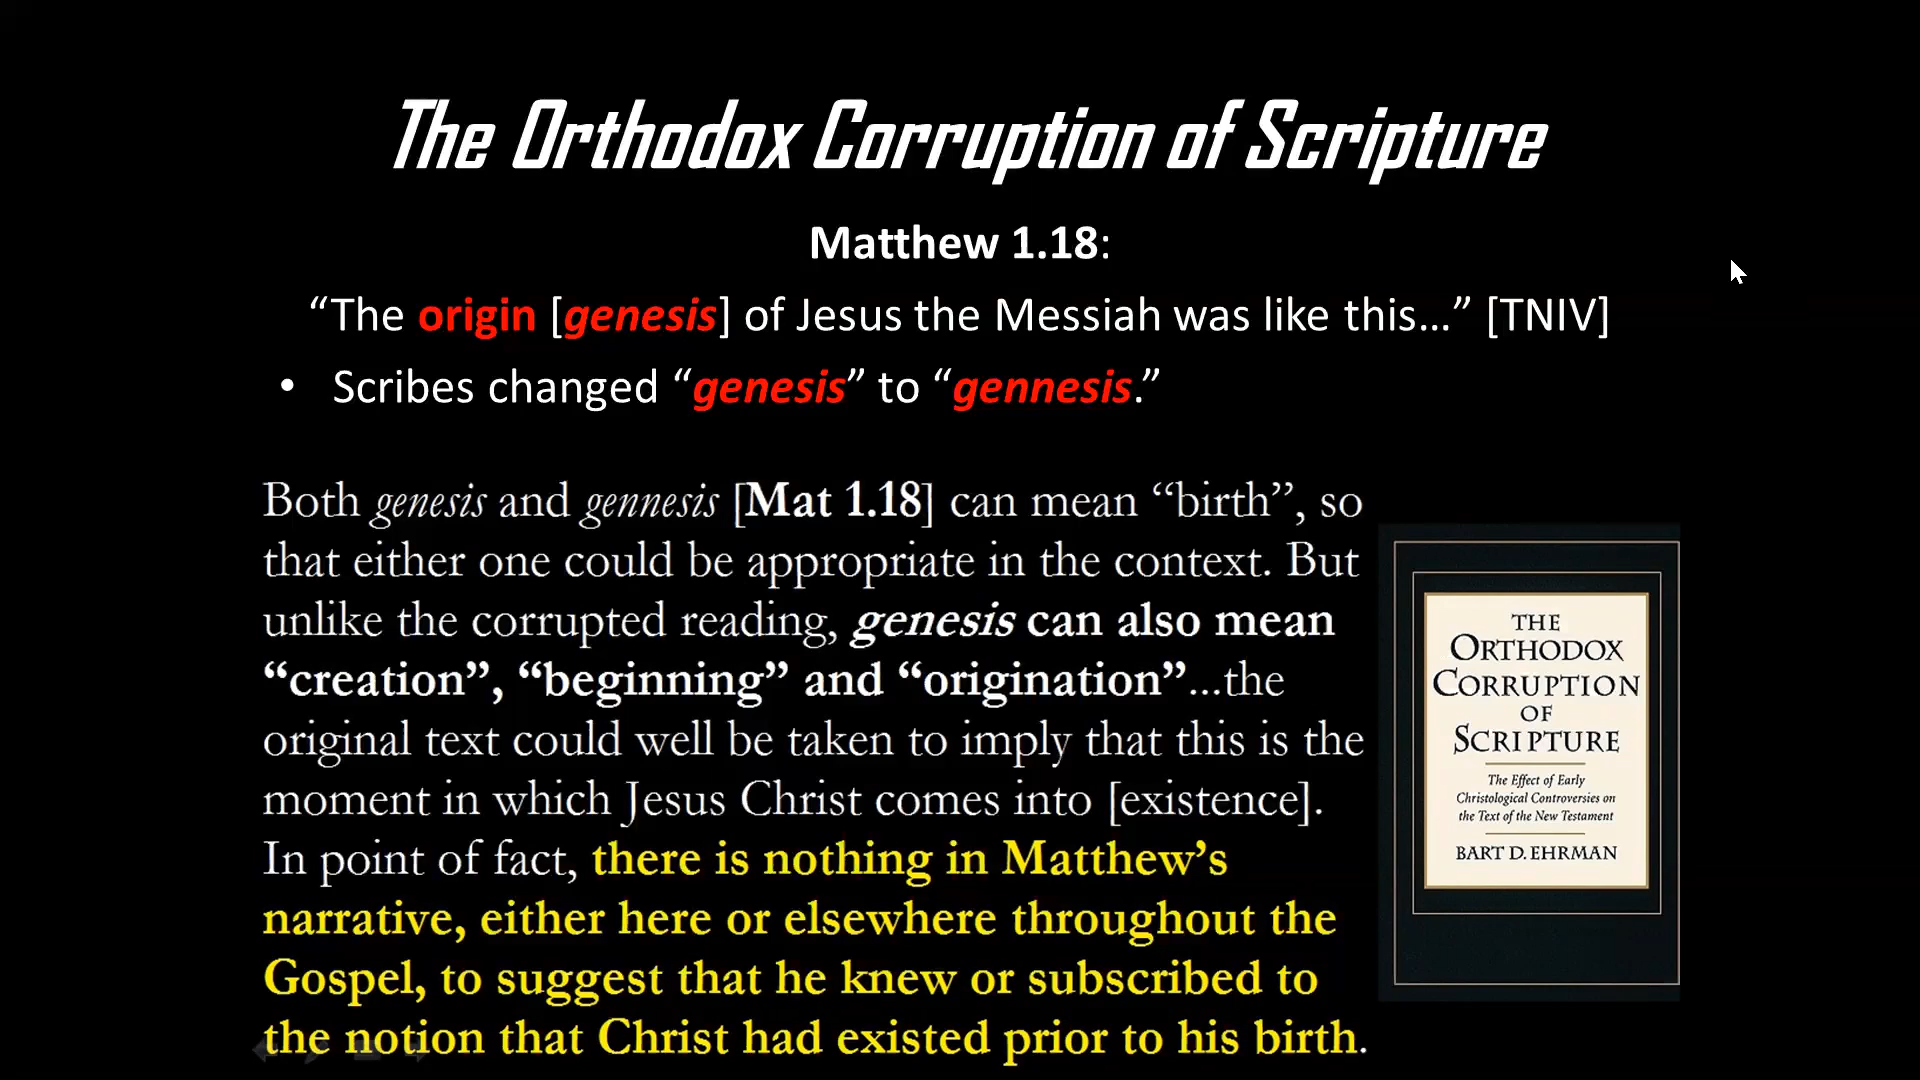 The Orthodox Corruption of Scripture
Matthew 1.18:
“The origin [genesis] of Jesus the Messiah was like this…” [TNIV]
• Scribes changed “genesis” to “gennesis.”
Both genesis and gennesis [Mat 1.18] can mean “birth”, so
that either one could be appropriate in the context. But
unlike the corrupted reading, genesis can also mean
“creation”, “beginning” and “origination”...the
original text could well be taken to imply that this is the
moment in which Jesus Christ comes into [existence].
In point of fact, there is nothing in Matthew’s
narrative, either here or elsewhere throughout the
Gospel, to suggest that he knew or subscribed to
the notion that Christ had existed prior to his birth.
THE
ORTHODOX
CORRUPTION
OF
SCRIPTURE
The Effect of Early
Christological Controversies on
the Text of the New Testament
BART D. EHRMAN